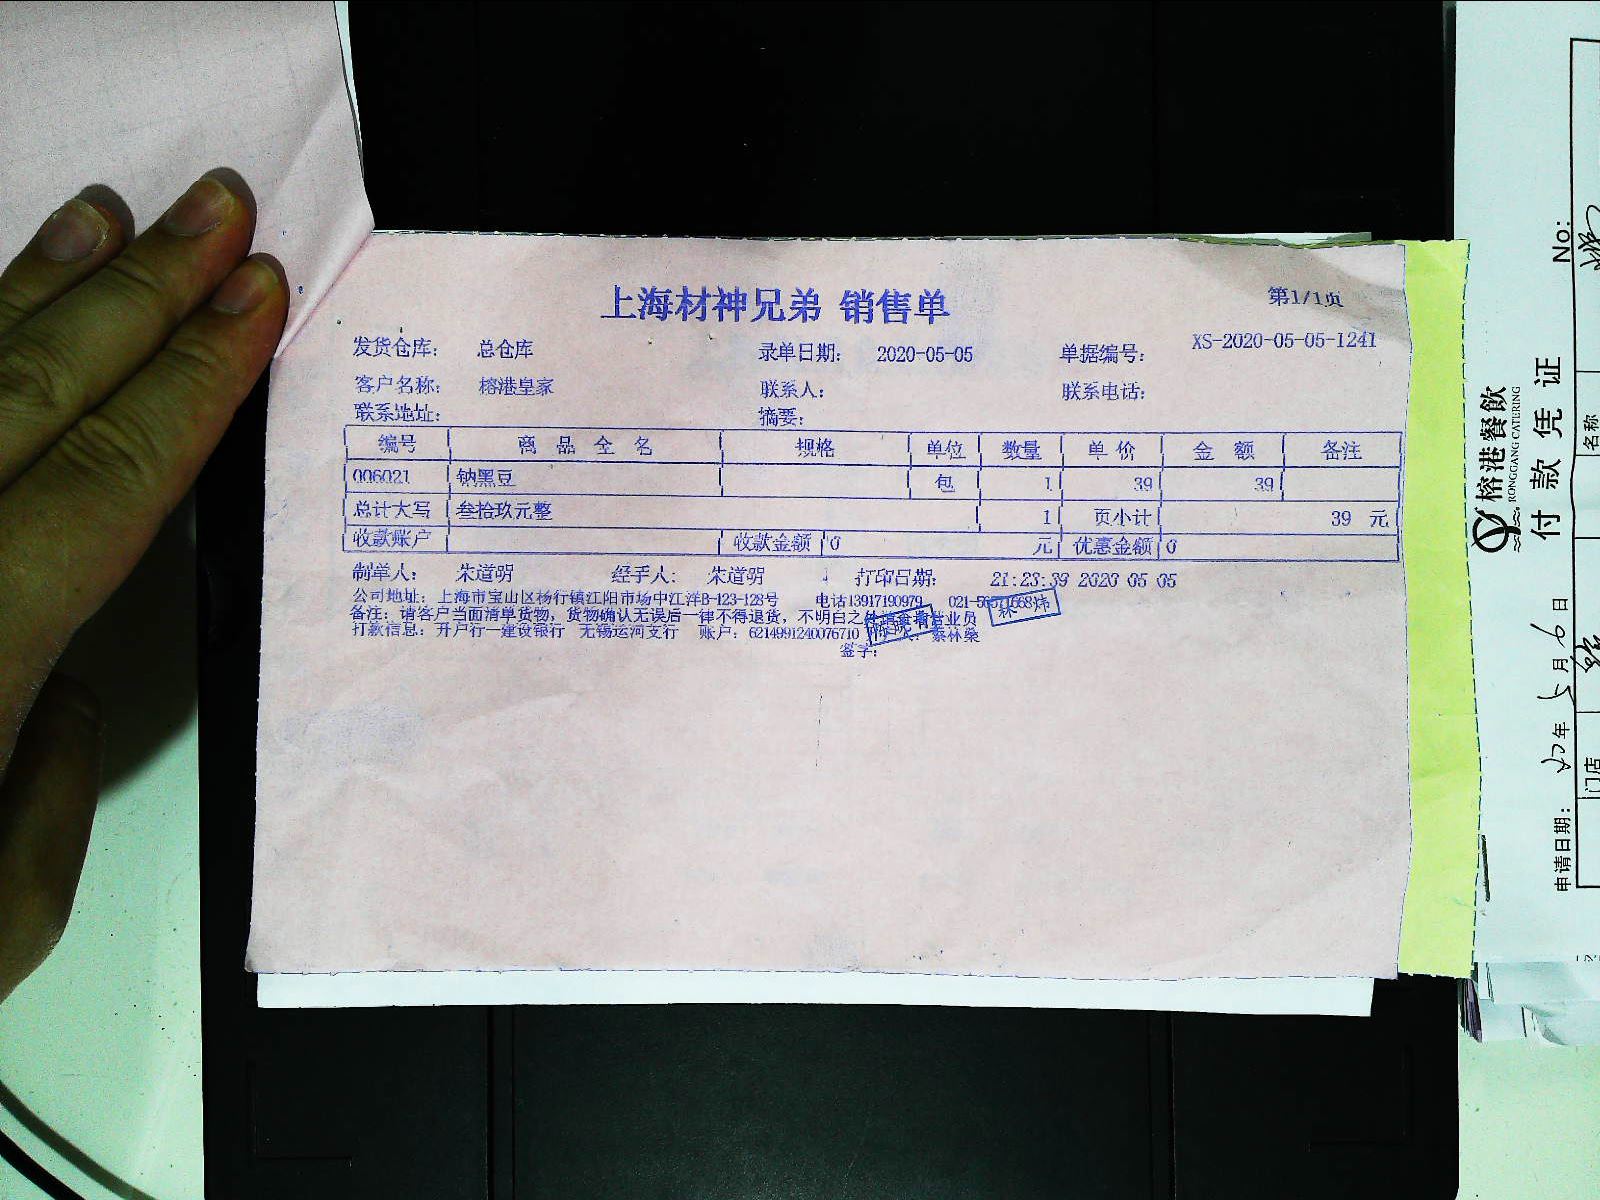 上海材神兄弟 销售单
第1/1页
发货仓库： 总仓库 录单日期： 2020-05-05 单据编号： XS-2020-05-05-1241
客户名称： 榕港皇家 联系人： 联系电话：
联系地址： 摘要：
编号 商品全名 规格 单位 数量 单价 金额 备注
006021 钠黑豆 包 1 39 39
总计大写 叁拾玖元整 1 页小计 39 元
收款账户 收款金额 0 元 优惠金额 0
制单人： 朱道明 经手人： 朱道明 打印日期： 21:23:39 2020 05 05
公司地址：上海市宝山区杨行镇江阳市场中江洋B-123-128号 电话13917190979
备注：请客户当面清单货物，货物确认无误后一律不得退货，不明白之处 营业员
打款信息：开户行－建设银行 无锡运河支行 账户：6214991240076710 蔡林燊
签字：
林炜
榕港餐飲
RONGGANG CATERING
付款凭证
No:
申请日期： 年 5 月 9 日
门店
名称